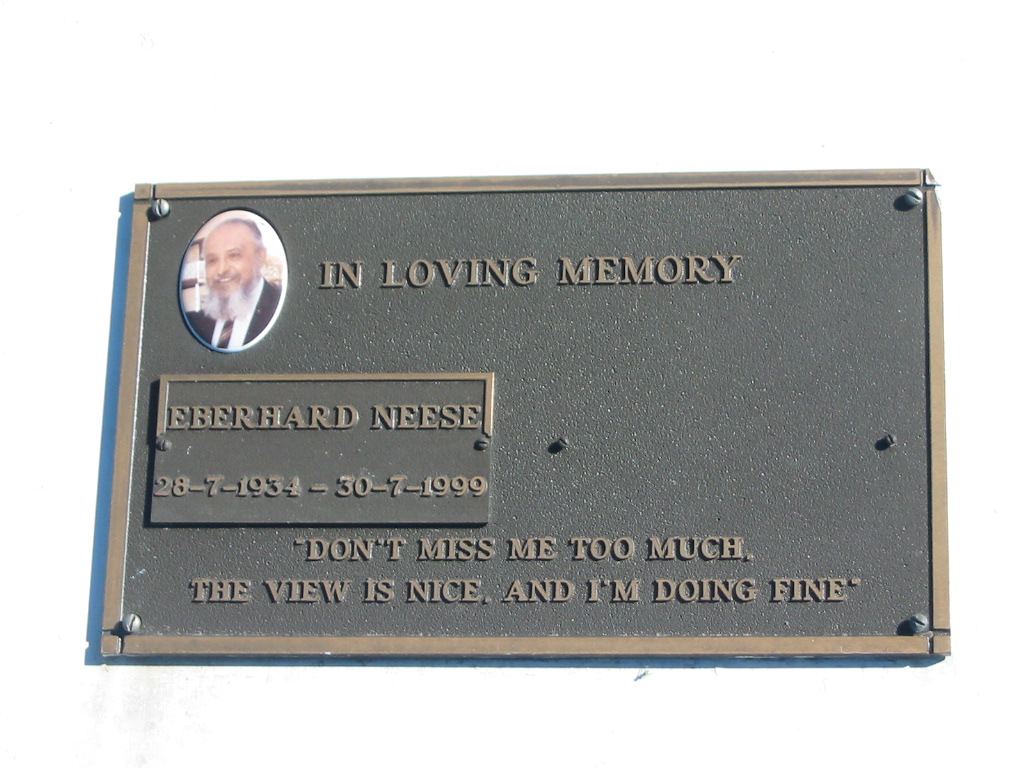 IN LOVING MEMORY
EBERHARD NEESE
28-7-1934 - 30-7-1999
"DON"T MISS ME TOO MUCH.
THE VIEW IS NICE. AND I'M DOING FINE"